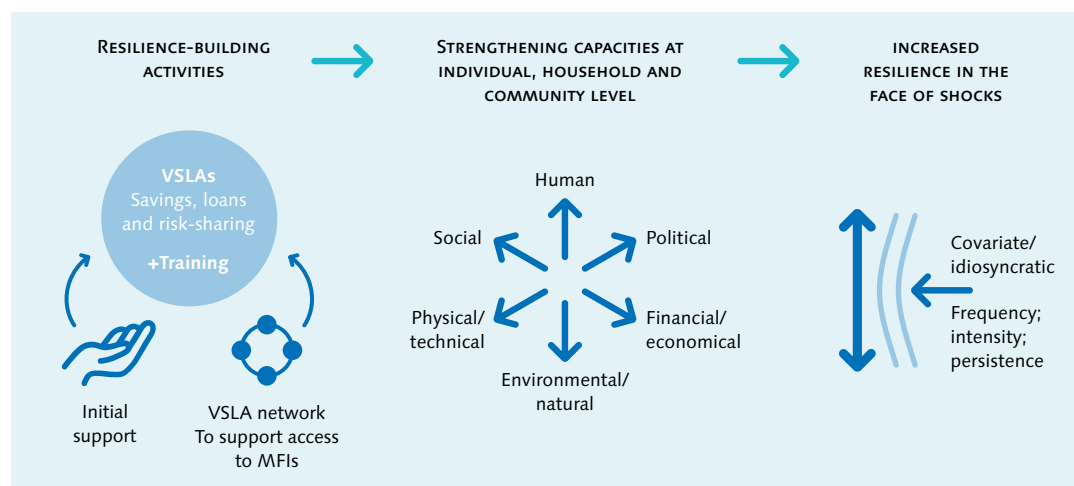 RESILIENCE-BUILDING
ACTIVITIES
STRENGTHENING CAPACITIES AT
INDIVIDUAL, HOUSEHOLD AND
COMMUNITY LEVEL
INCREASED
RESILIENCE IN THE
FACE OF SHOCKS
VSLAs
Savings, loans
and risk-sharing
+Training
Initial
support
VSLA network
To support access
to MFIs
Human
Social
Political
Physical/
technical
Financial/
economical
Environmental/
natural
Covariate/
idiosyncratic
Frequency;
intensity;
persistence